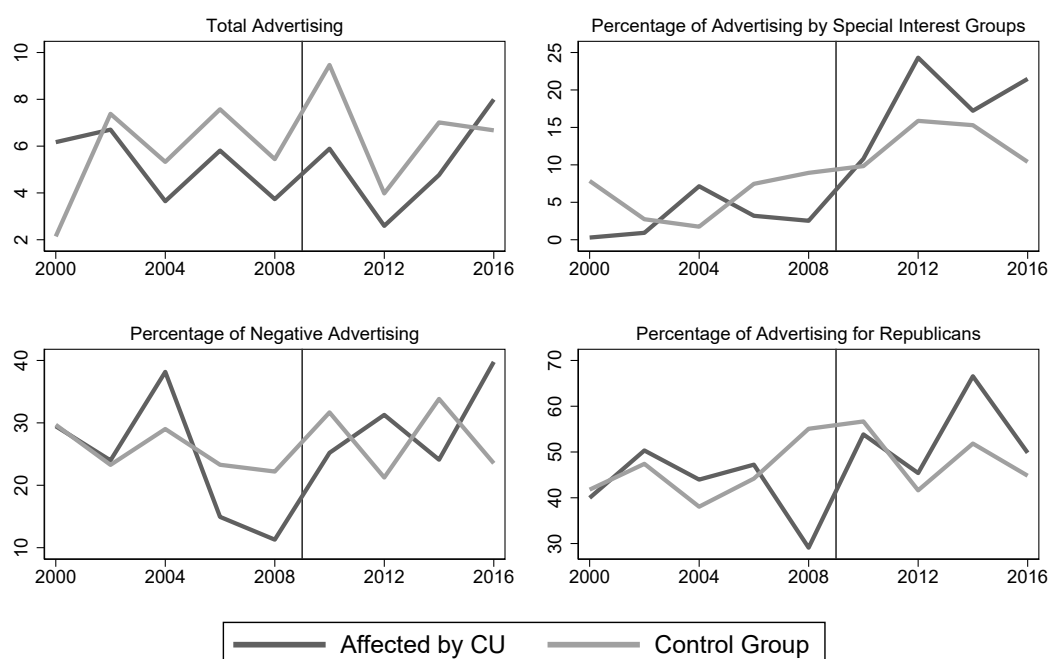 Total Advertising
10
8
6
4
2
2000 2004 2008 2012 2016
Percentage of Advertising by Special Interest Groups
25
20
15
10
5
0
2000 2004 2008 2012 2016
Percentage of Negative Advertising
40
30
20
10
2000 2004 2008 2012 2016
Percentage of Advertising for Republicans
70
60
50
40
30
2000 2004 2008 2012 2016
Affected by CU Control Group